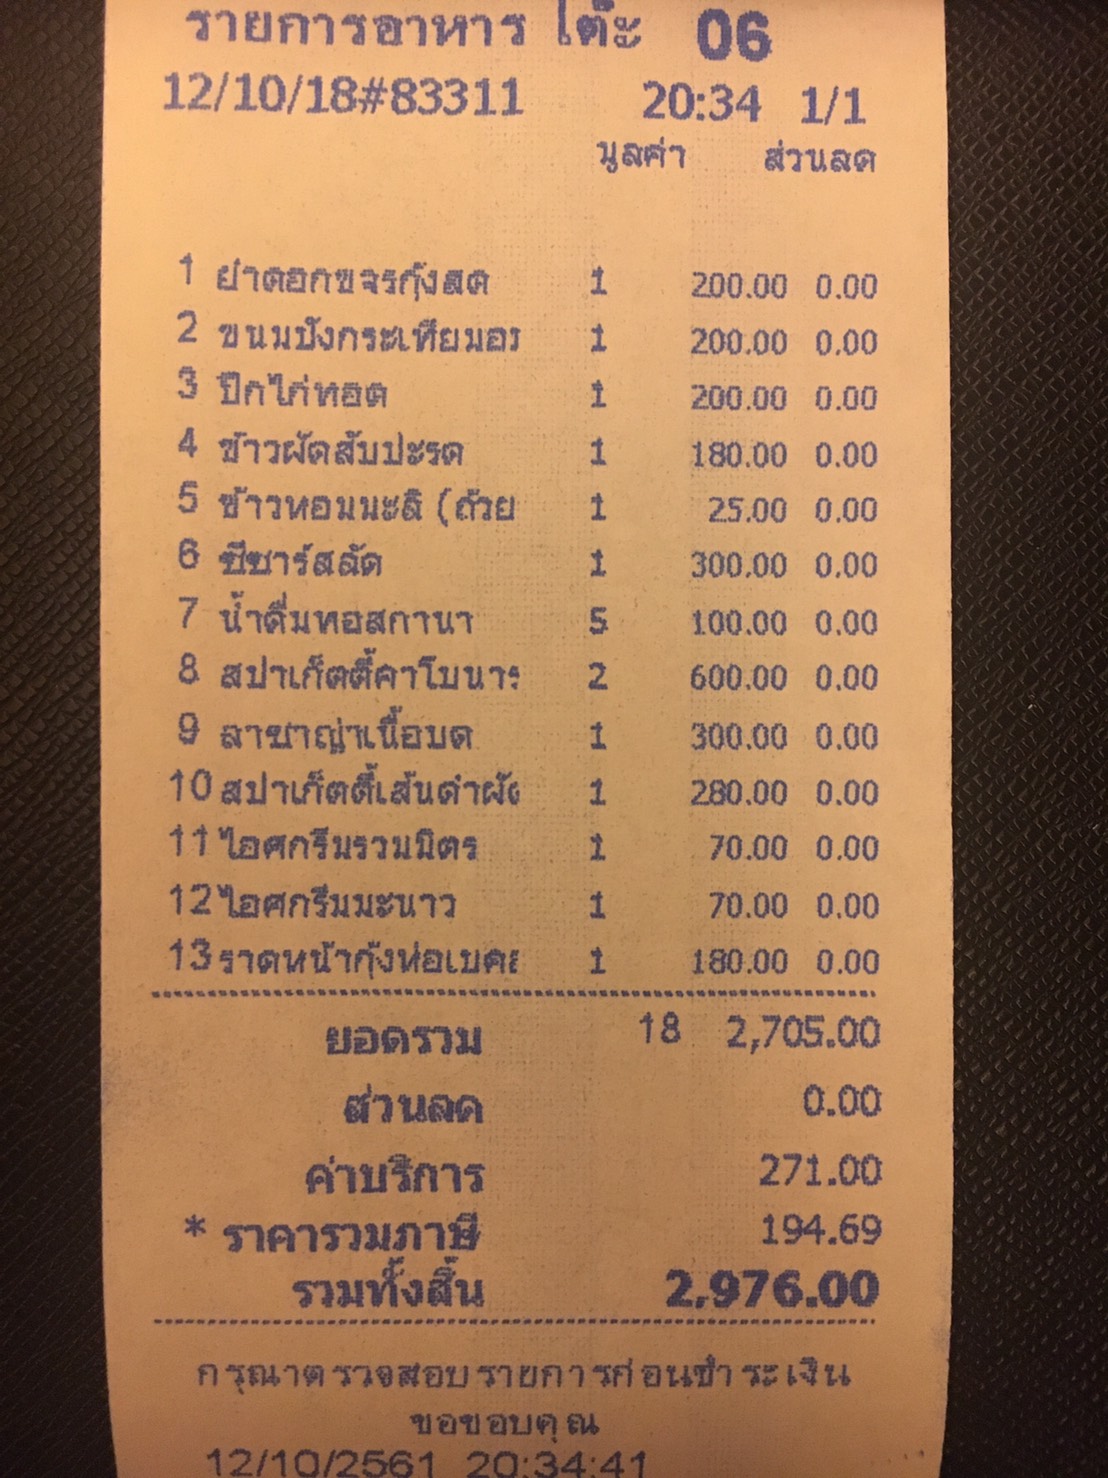 รายการอาหาร โต๊ะ 06
12/10/18#83311 20:34 1/1
มูลค่า ส่วนลด
1 ยำดอกขจรกุ้งสด 1 200.00 0.00
2 ขนมปังกระเทียมอบ 1 200.00 0.00
3 ปีกไก่ทอด 1 200.00 0.00
4 ข้าวผัดสับปะรด 1 180.00 0.00
5 ข้าวหอมมะลิ (ถ้วย 1 25.00 0.00
6 ซีซาร์สลัด 1 300.00 0.00
7 น้ำดื่มทอสกานา 5 100.00 0.00
8 สปาเก็ตตี้คาโบนาร 2 600.00 0.00
9 ลาซาญ่าเนื้อบด 1 300.00 0.00
10 สปาเก็ตตี้เส้นดำผัด 1 280.00 0.00
11 ไอศกรีมรวมมิตร 1 70.00 0.00
12 ไอศกรีมมะนาว 1 70.00 0.00
13 ราดหน้ากุ้งห่อเบคอ 1 180.00 0.00
ยอดรวม 18 2,705.00
ส่วนลด 0.00
ค่าบริการ 271.00
* ราคารวมภาษี 194.69
รวมทั้งสิ้น 2,976.00
กรุณาตรวจสอบรายการก่อนชำระเงิน
ขอขอบคุณ
12/10/2561 20:34:41